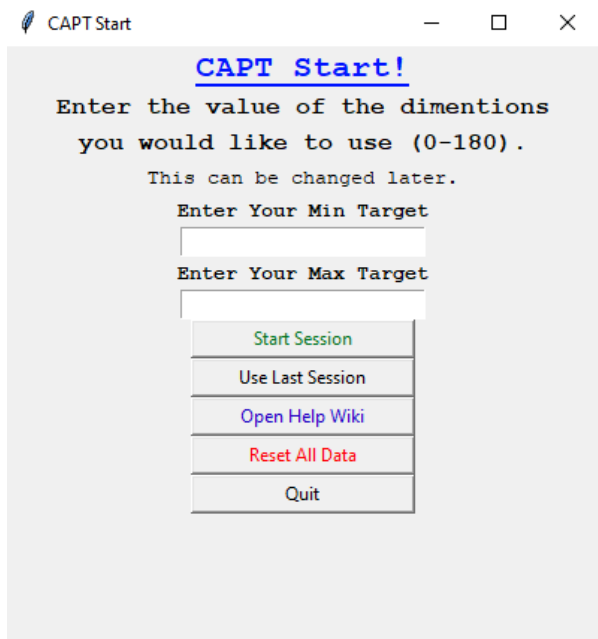 CAPT Start
CAPT Start!
Enter the value of the dimentions
you would like to use (0-180).
This can be changed later.
Enter Your Min Target
Enter Your Max Target
Start Session
Use Last Session
Open Help Wiki
Reset All Data
Quit